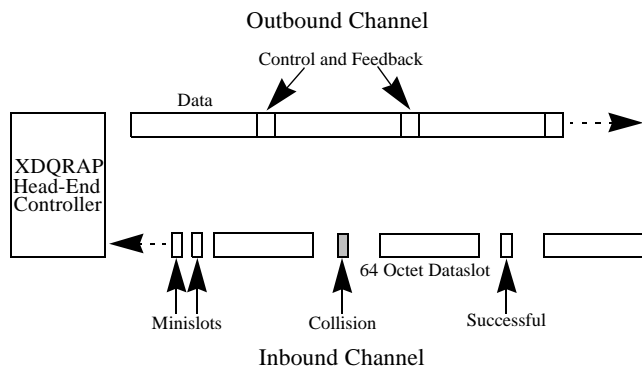 Outbound Channel
Control and Feedback
Data
XDQRAP
Head-End
Controller
64 Octet Dataslot
Minislots
Collision
Successful
Inbound Channel